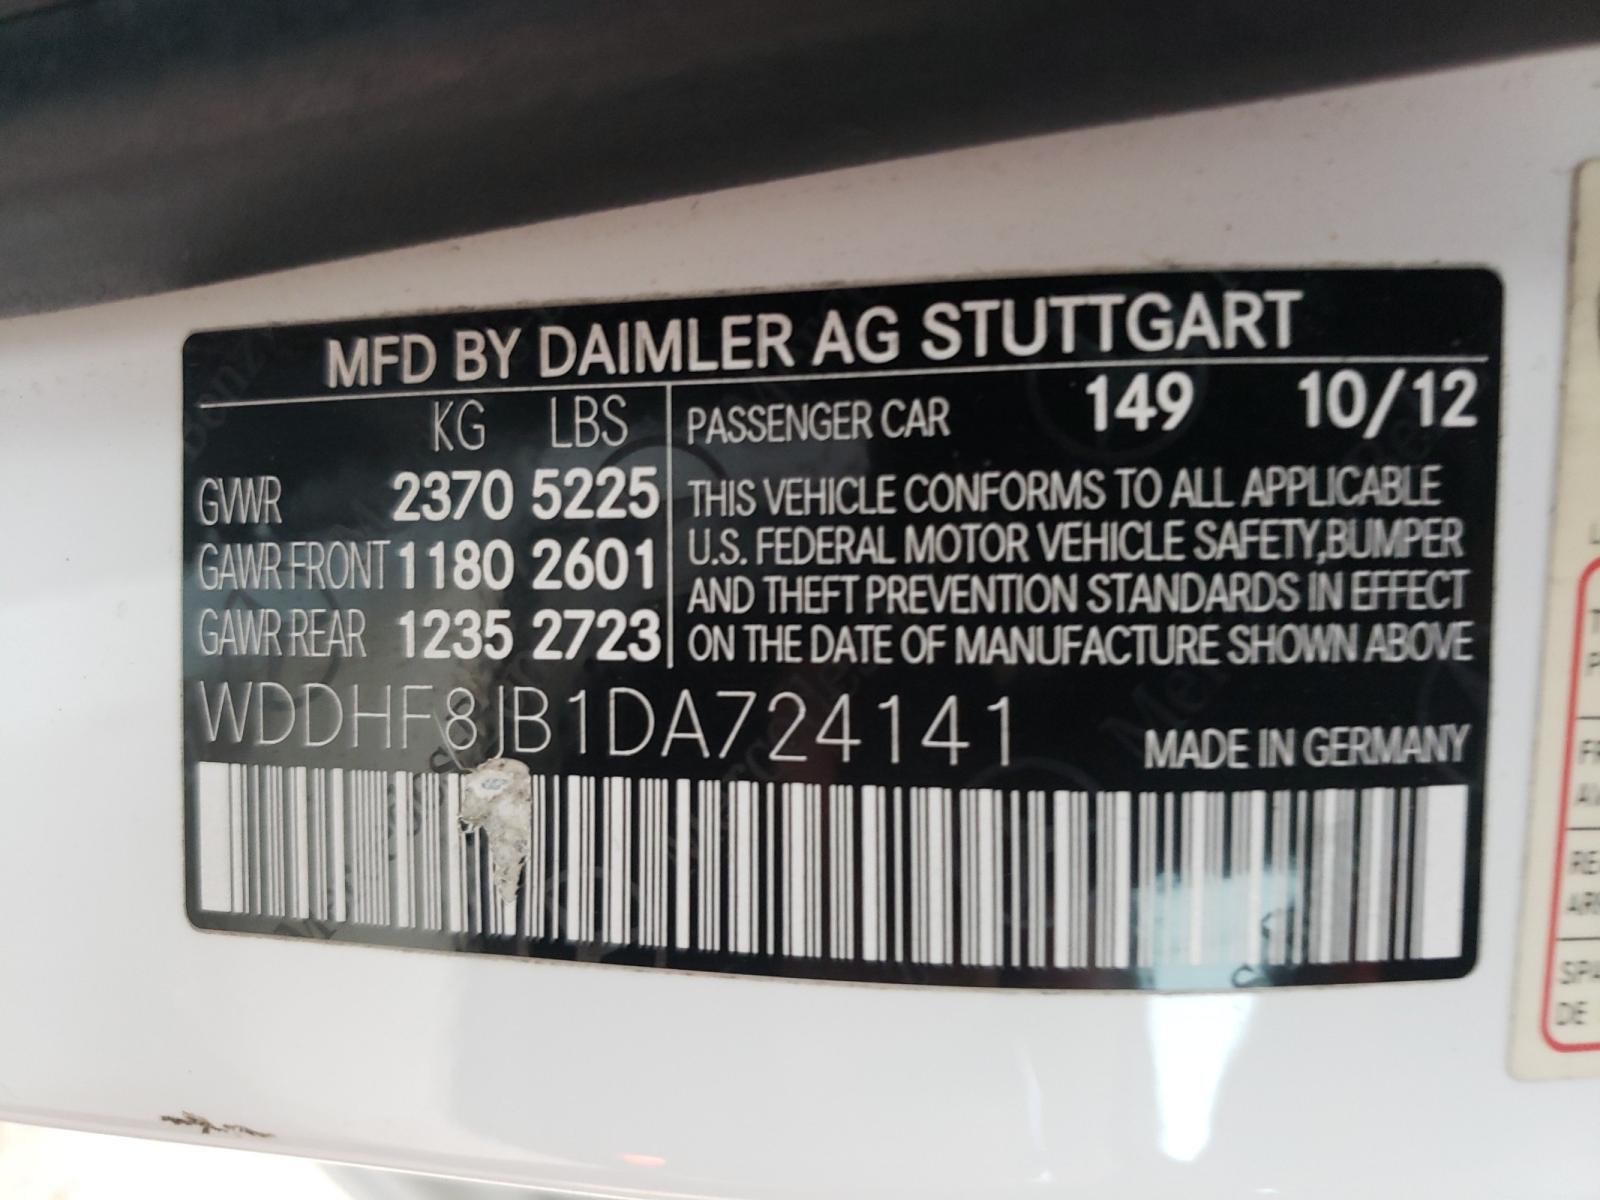 MFD BY DAIMLER AG STUTTGART
KG LBS
GVWR 2370 5225
GAWR FRONT 1180 2601
GAWR REAR 1235 2723
PASSENGER CAR 149 10/12
THIS VEHICLE CONFORMS TO ALL APPLICABLE
U.S. FEDERAL MOTOR VEHICLE SAFETY,BUMPER
AND THEFT PREVENTION STANDARDS IN EFFECT
ON THE DATE OF MANUFACTURE SHOWN ABOVE
WDDHF8JB1DA724141
MADE IN GERMANY
DE